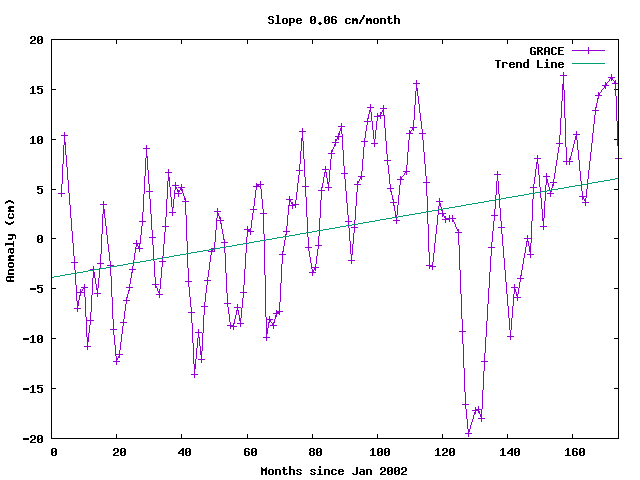 Slope 0.06 cm/month
20
15
10
5
0
-5
-10
-15
-20
Anomaly (cm)
GRACE
Trend Line
0 20 40 60 80 100 120 140 160
Months since Jan 2002